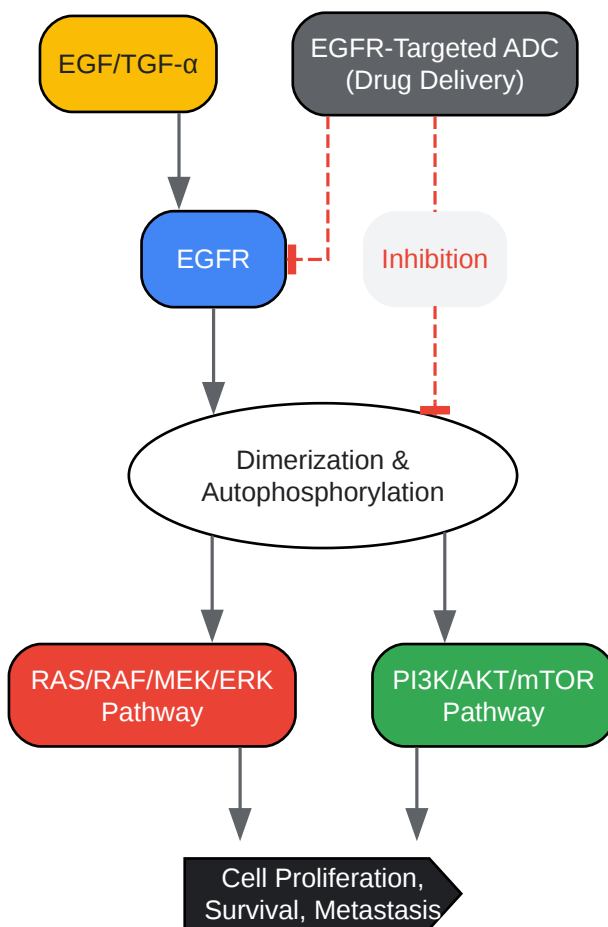 EGF/TGF-α
EGFR-Targeted ADC
(Drug Delivery)
EGFR
Inhibition
Dimerization &
Autophosphorylation
RAS/RAF/MEK/ERK
Pathway
PI3K/AKT/mTOR
Pathway
Cell Proliferation,
Survival, Metastasis